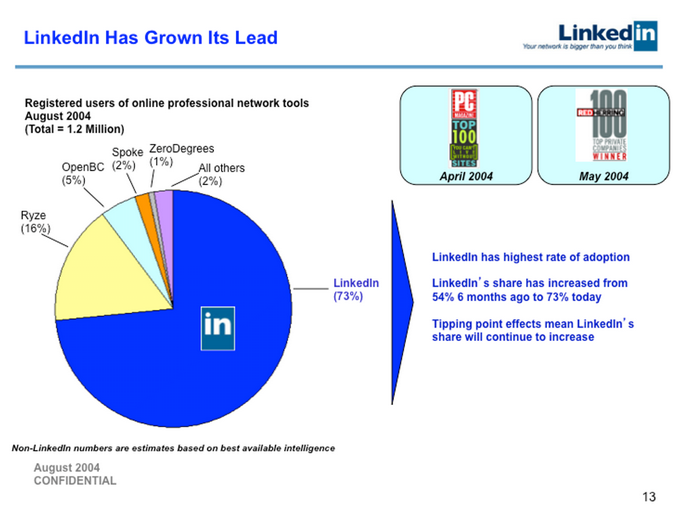 LinkedIn Has Grown Its Lead
Linkedin
Your network is bigger than you think
Registered users of online professional network tools
August 2004
(Total = 1.2 Million)
PC
MAGAZINE
TOP
100
SITES
April 2004
100
RED HERRING
TOP PRIVATE
COMPANIES
WINNER
May 2004
OpenBC
(5%)
Spoke
(2%)
ZeroDegrees
(1%)
All others
(2%)
Ryze
(16%)
LinkedIn
(73%)
in
LinkedIn has highest rate of adoption
LinkedIn’s share has increased from
54% 6 months ago to 73% today
Tipping point effects mean LinkedIn’s
share will continue to increase
Non-LinkedIn numbers are estimates based on best available intelligence
August 2004
CONFIDENTIAL
13